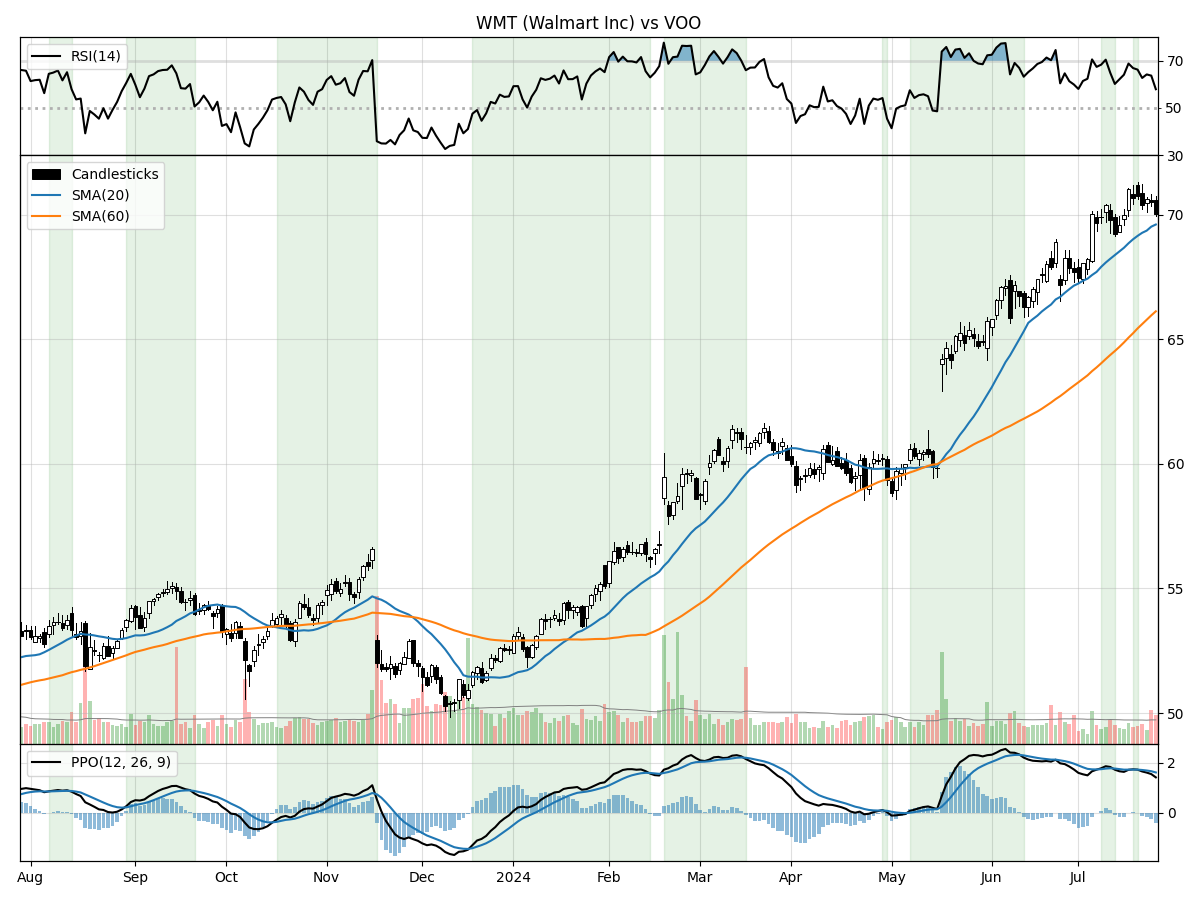 WMT (Walmart Inc) vs VOO
RSI(14)
70
50
30
Candlesticks
SMA(20)
SMA(60)
70
65
60
55
50
PPO(12, 26, 9)
2
0
Aug Sep Oct Nov Dec 2024 Feb Mar Apr May Jun Jul